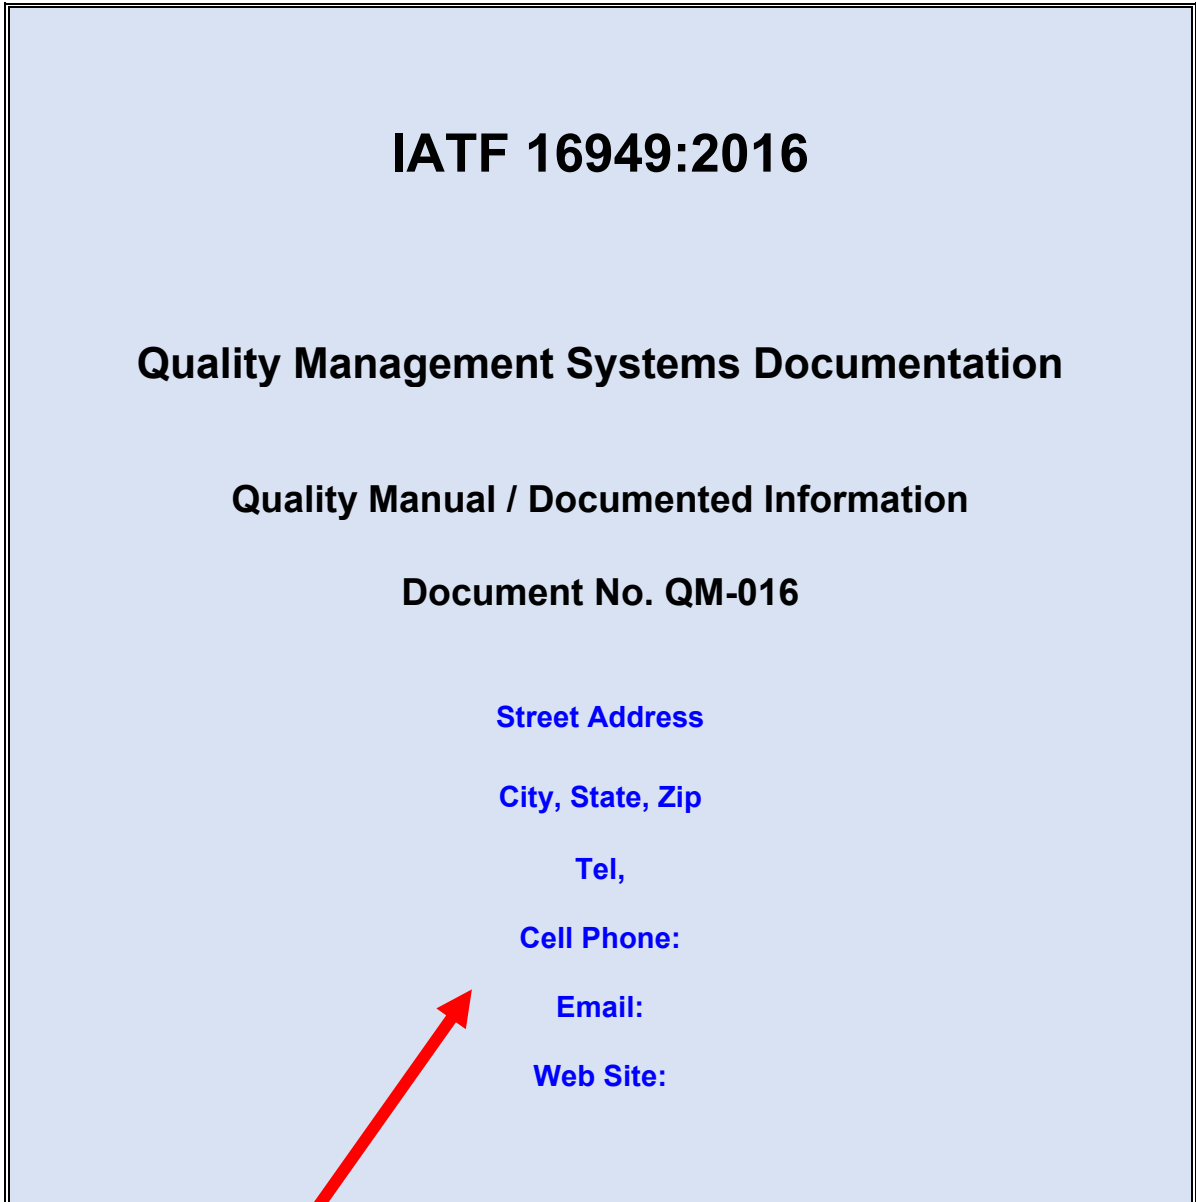 IATF 16949:2016
Quality Management Systems Documentation
Quality Manual / Documented Information
Document No. QM-016
Street Address
City, State, Zip
Tel,
Cell Phone:
Email:
Web Site: